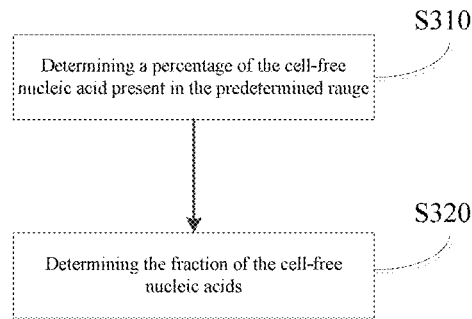 S310
Determining a percentage of the cell-free
nucleic acid present in the predetermined range
S320
Determining the fraction of the cell-free
nucleic acids